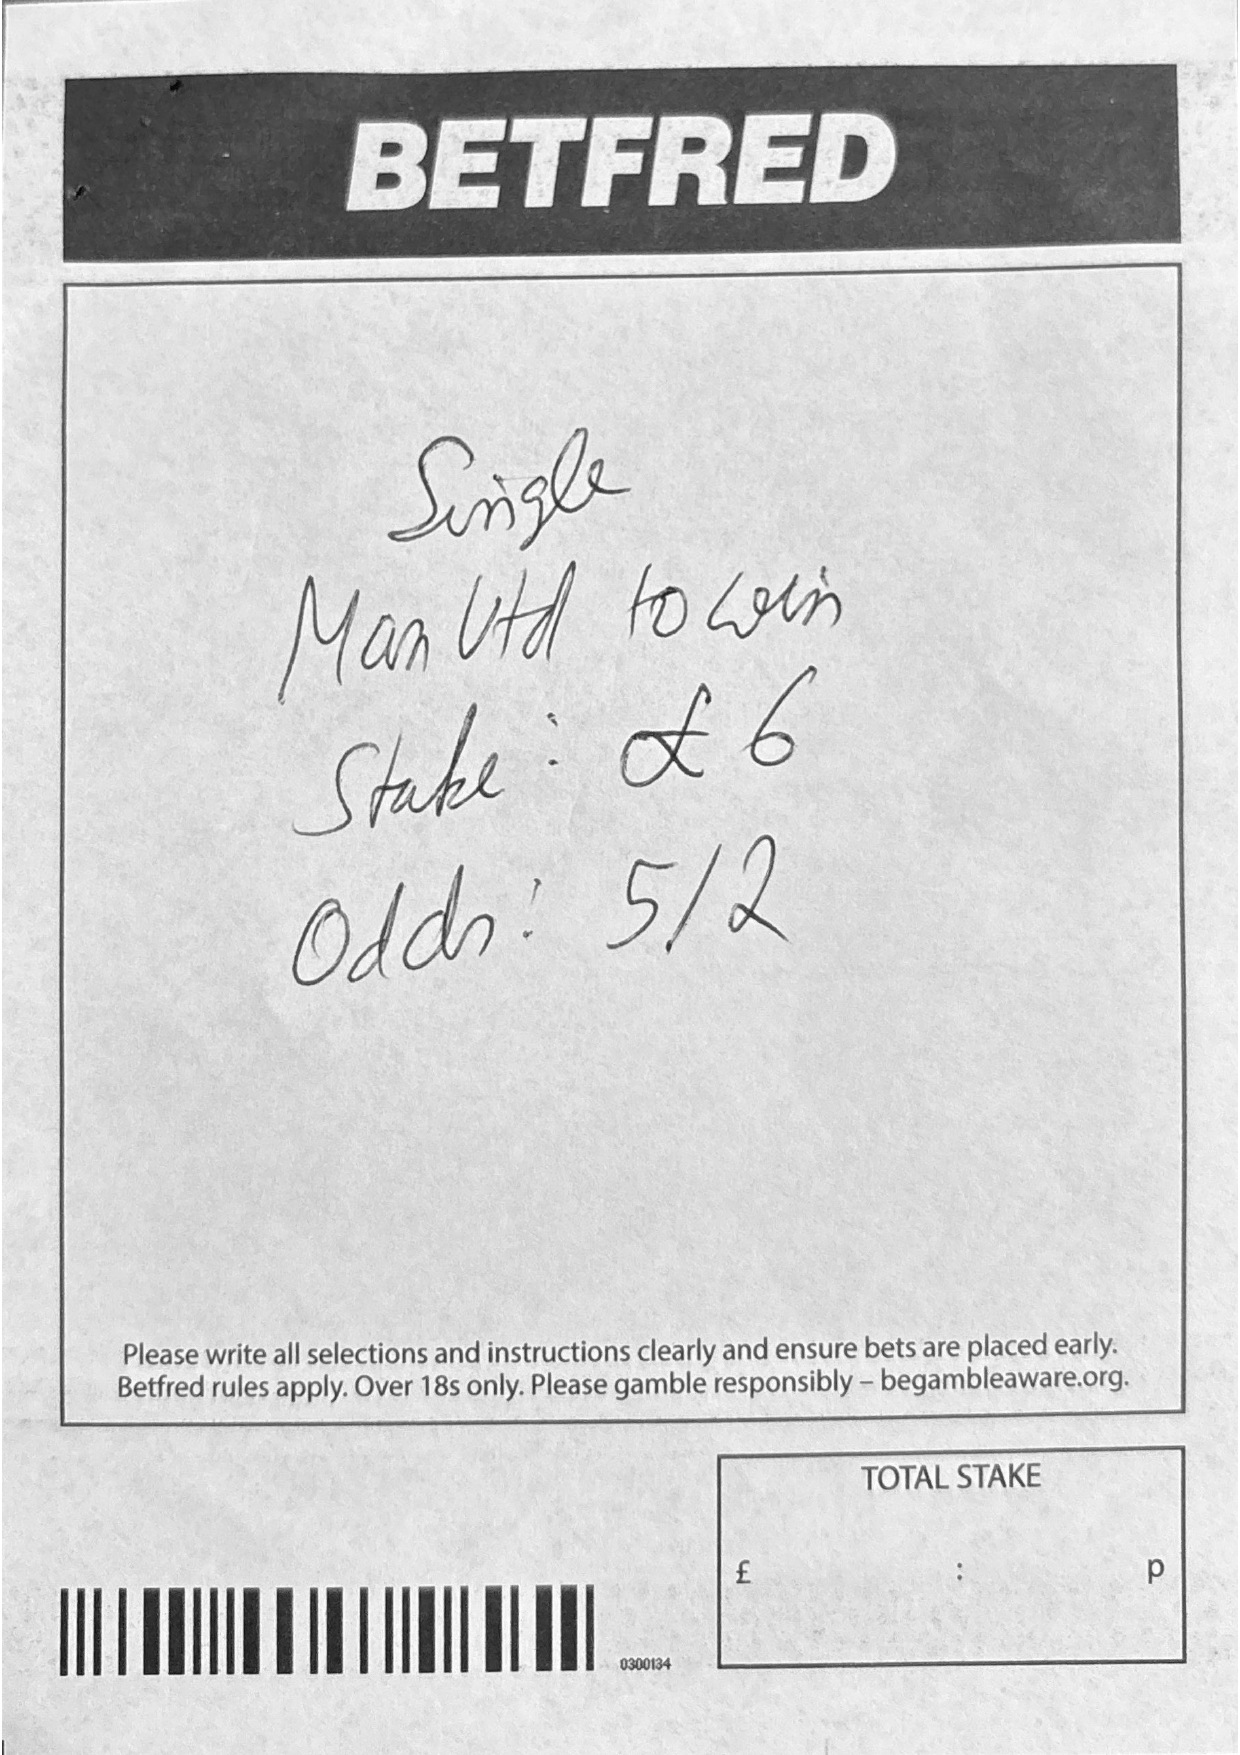 BETFRED
Single
Man Utd to win
Stake: £6
Odds: 5/2
Please write all selections and instructions clearly and ensure bets are placed early.
Betfred rules apply. Over 18s only. Please gamble responsibly – begambleaware.org.
TOTAL STAKE
£ : p
0300134